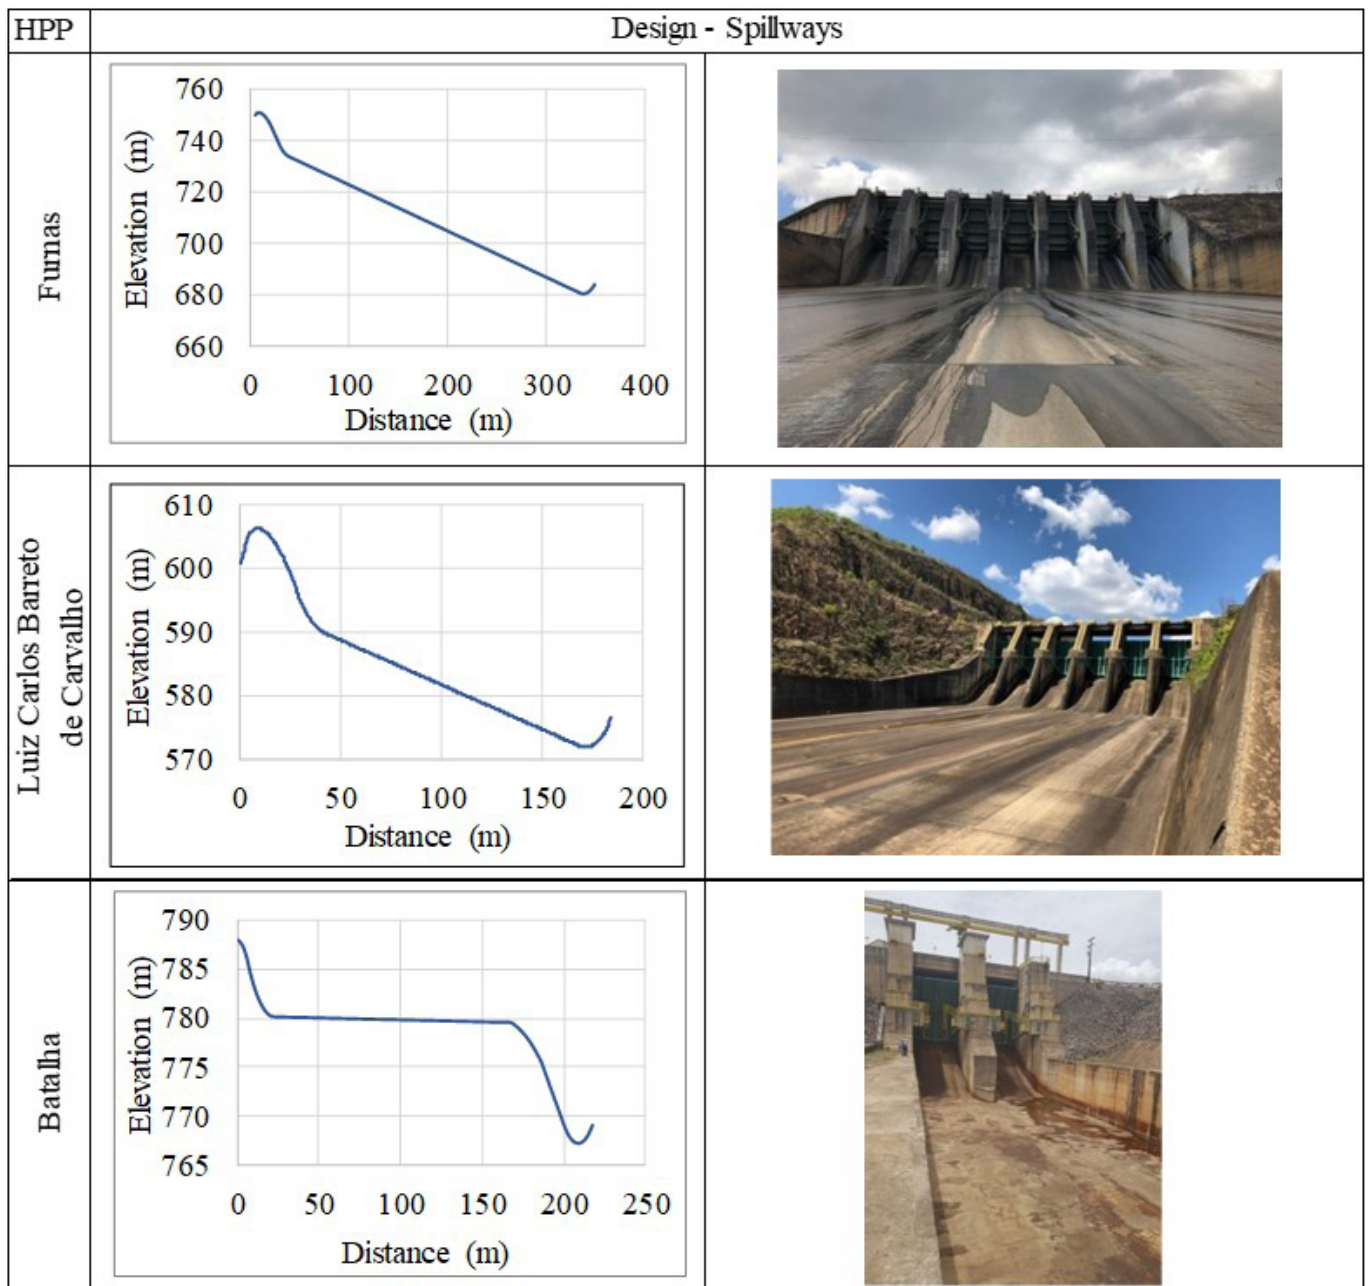 HPP
Design - Spillways
Furnas
760
740
720
700
680
660
Elevation (m)
0 100 200 300 400
Distance (m)
Luiz Carlos Barreto
de Carvalho
610
600
590
580
570
Elevation (m)
0 50 100 150 200
Distance (m)
Batalha
790
785
780
775
770
765
Elevation (m)
0 50 100 150 200 250
Distance (m)